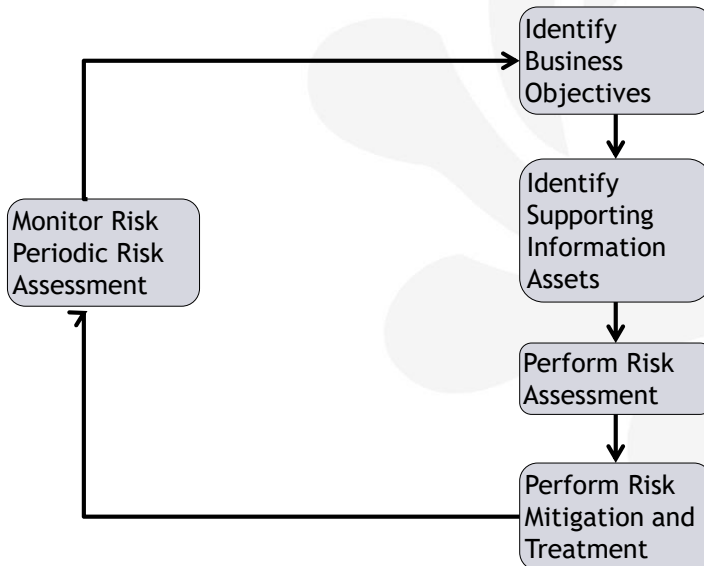 Identify
Business
Objectives
Identify
Supporting
Information
Assets
Perform Risk
Assessment
Perform Risk
Mitigation and
Treatment
Monitor Risk
Periodic Risk
Assessment